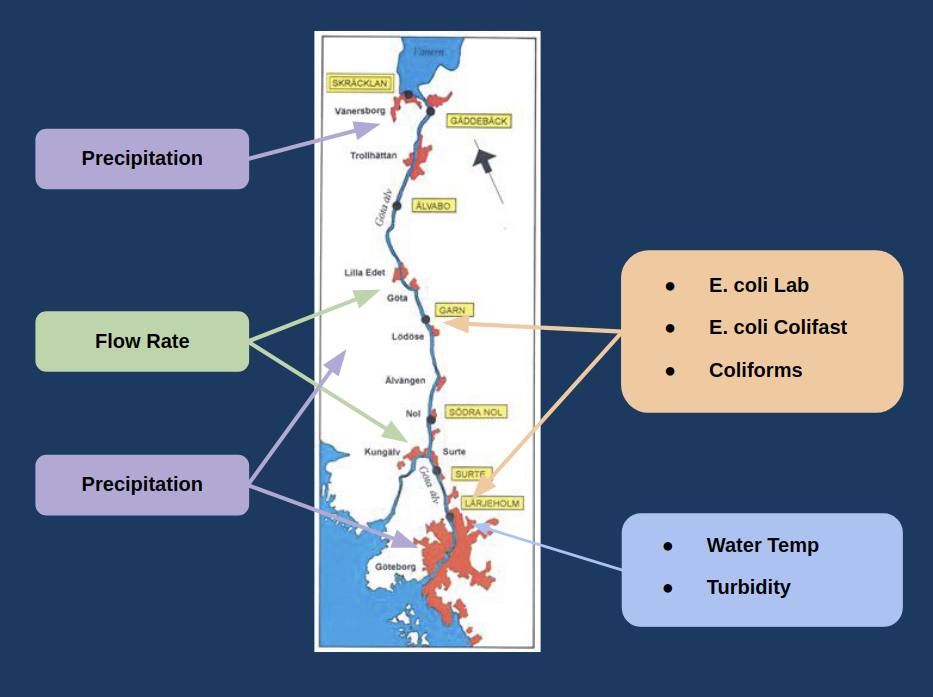 Vänern
SKRÄCKLAN
Vänersborg
GÄDDEBÄCK
Precipitation
Trollhättan
Göta älv
ÄLVABO
Lilla Edet
Göta
GARN
Lödöse
Flow Rate
● E. coli Lab
● E. coli Colifast
● Coliforms
Älvängen
Nol
SÖDRA NOL
Kungälv
Surte
Göta älv
SURTE
LÄRJEHOLM
Precipitation
Göteborg
● Water Temp
● Turbidity